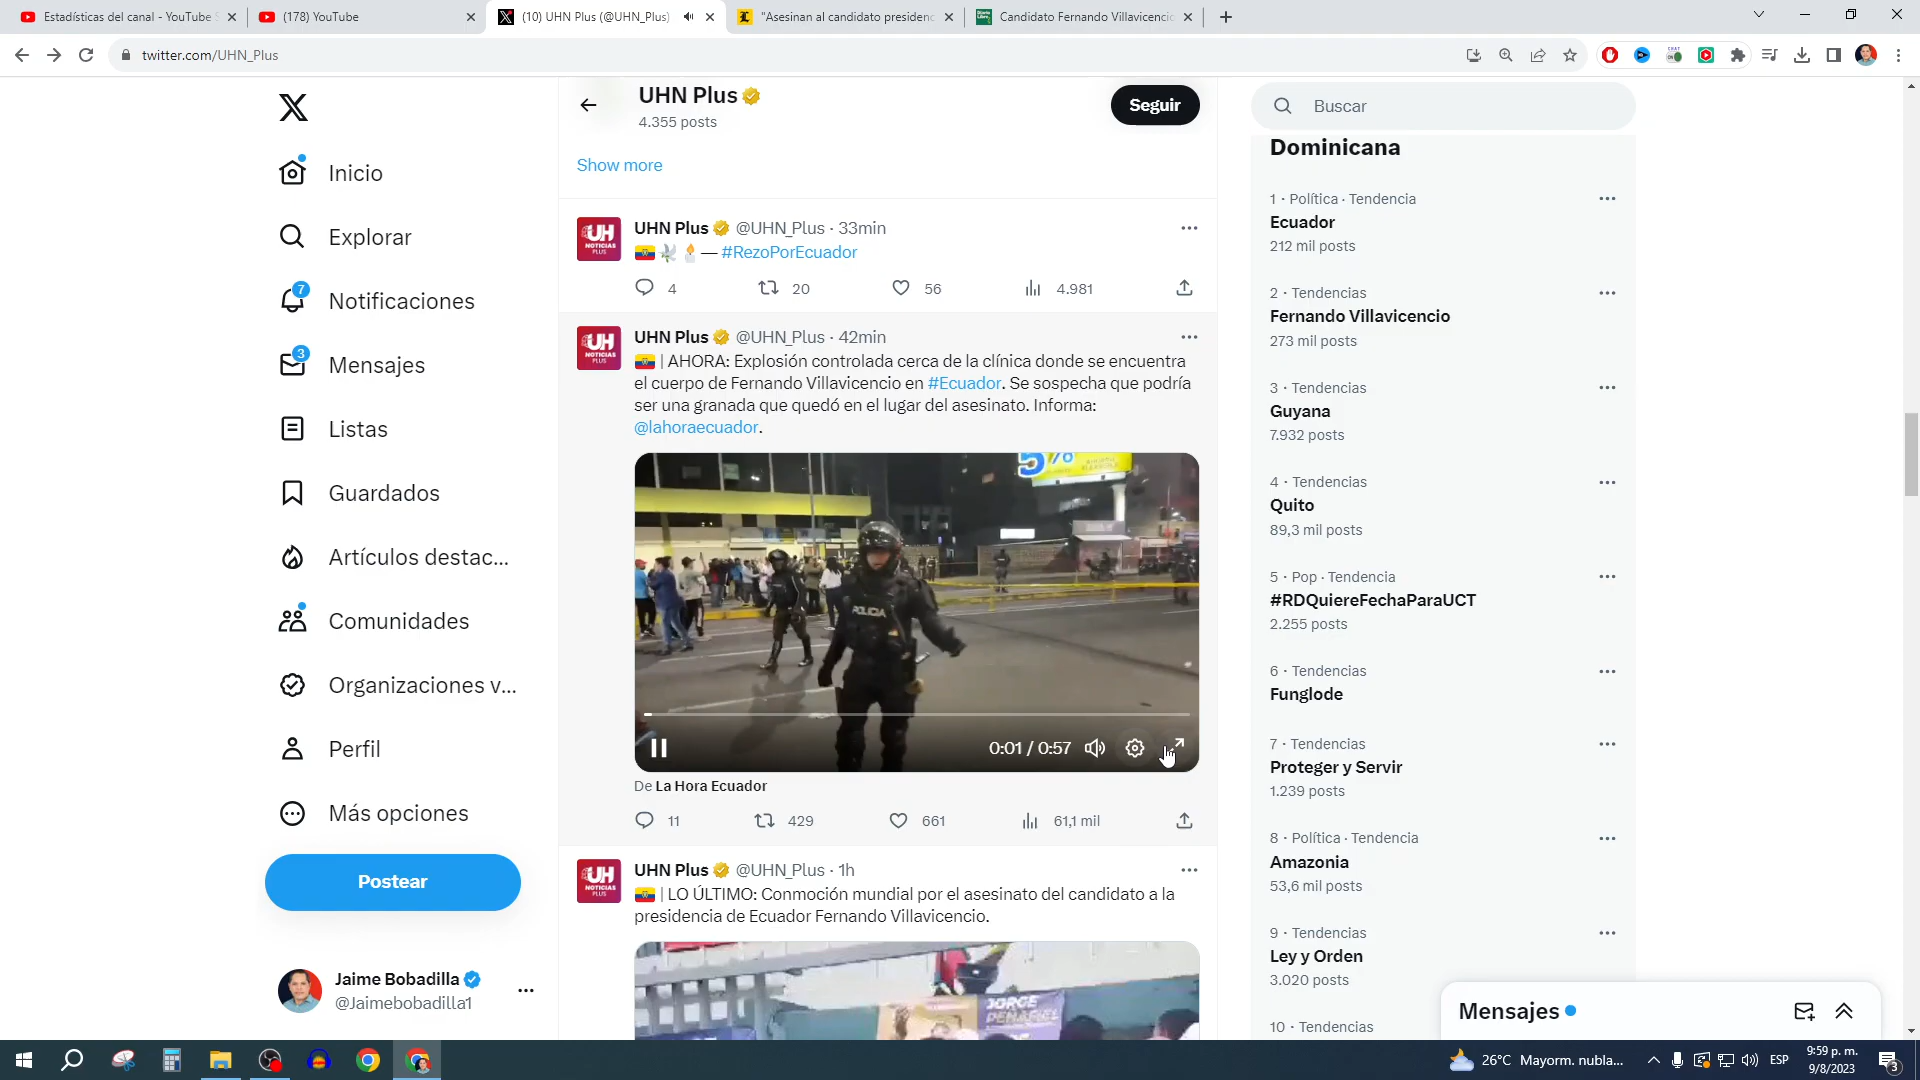 Estadísticas del canal - YouTube S
(178) YouTube
(10) UHN Plus (@UHN_Plus)
"Asesinan al candidato presidenc
Candidato Fernando Villavicencio
twitter.com/UHN_Plus
Inicio
Explorar
7
Notificaciones
3
Mensajes
Listas
Guardados
Artículos destac...
Comunidades
Organizaciones v...
Perfil
Más opciones
Postear
Jaime Bobadilla
@Jaimebobadilla1
UHN Plus
4.355 posts
Seguir
Show more
UHN Plus @UHN_Plus · 33min
— #RezoPorEcuador
4 20 56 4.981
UHN Plus @UHN_Plus · 42min
| AHORA: Explosión controlada cerca de la clínica donde se encuentra
el cuerpo de Fernando Villavicencio en #Ecuador. Se sospecha que podría
ser una granada que quedó en el lugar del asesinato. Informa:
@lahoraecuador.
5%
POLICIA
0:01 / 0:57
De La Hora Ecuador
11 429 661 61,1 mil
UHN Plus @UHN_Plus · 1h
| LO ÚLTIMO: Conmoción mundial por el asesinato del candidato a la
presidencia de Ecuador Fernando Villavicencio.
JORGE
PEÑAFIEL
Buscar
Dominicana
1 · Política · Tendencia
Ecuador
212 mil posts
2 · Tendencias
Fernando Villavicencio
273 mil posts
3 · Tendencias
Guyana
7.932 posts
4 · Tendencias
Quito
89,3 mil posts
5 · Pop · Tendencia
#RDQuiereFechaParaUCT
2.255 posts
6 · Tendencias
Funglode
7 · Tendencias
Proteger y Servir
1.239 posts
8 · Política · Tendencia
Amazonia
53,6 mil posts
9 · Tendencias
Ley y Orden
3.020 posts
10 · Tendencias
Mensajes
26°C Mayorm. nubla...
ESP
9:59 p. m.
9/8/2023
3